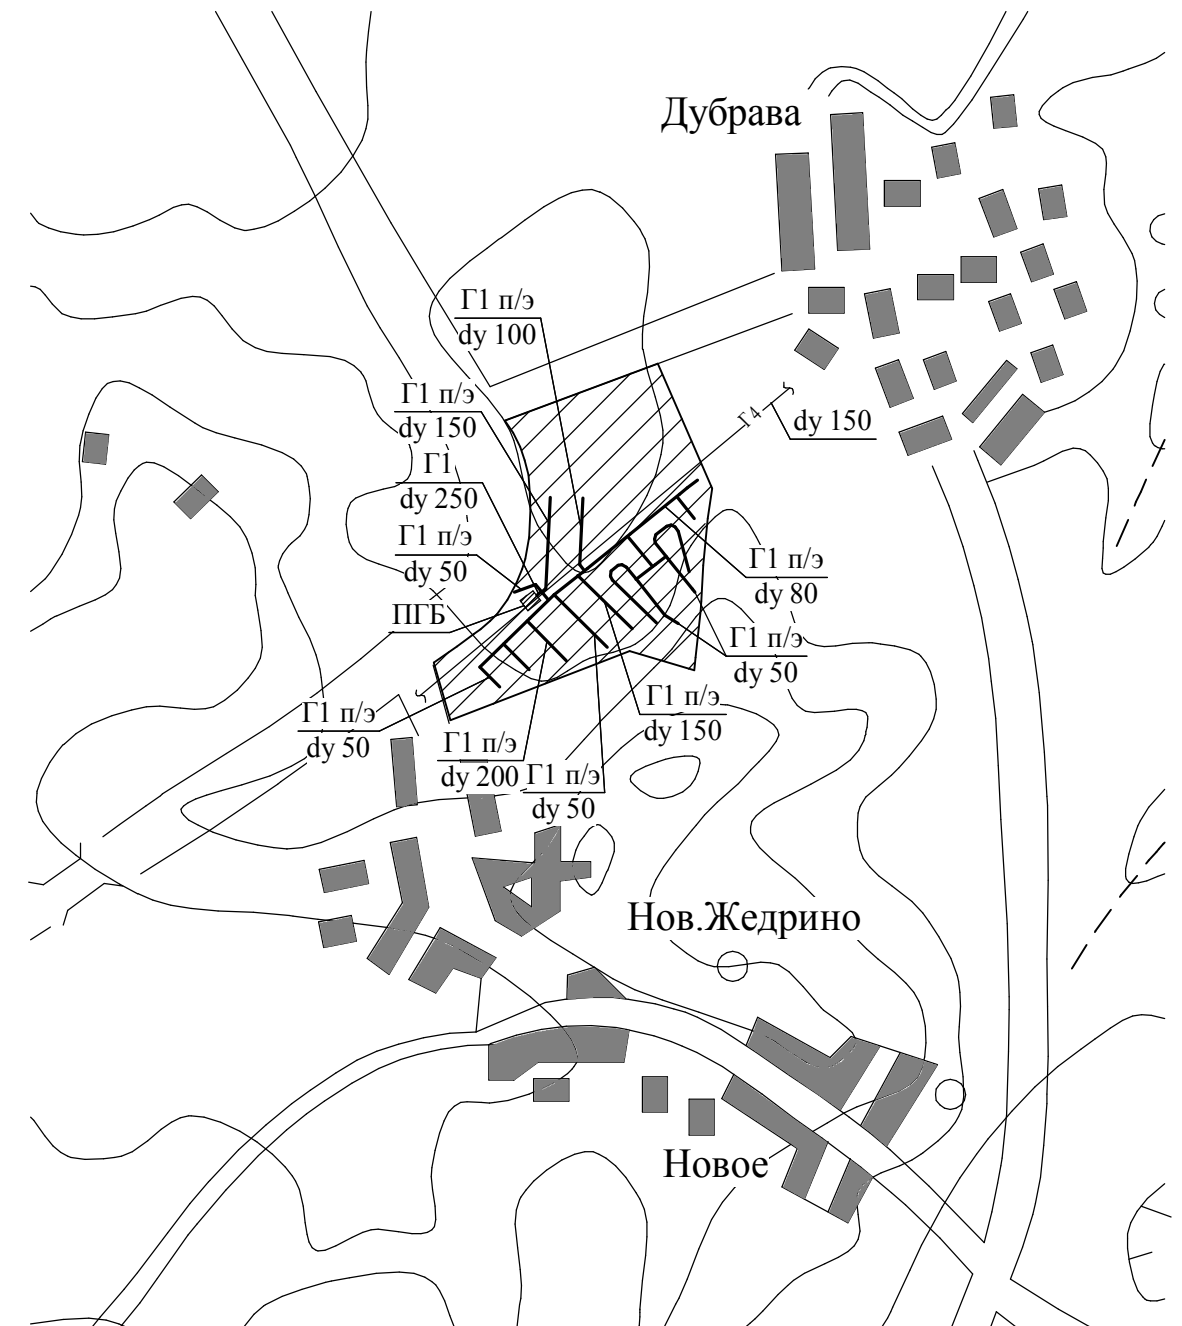 Дубрава
Г1 п/э
dy 100
Г1 п/э
dy 150
Г4
dy 150
Г1
dy 250
Г1 п/э
dy 50
Г1 п/э
dy 80
ПГБ
Г1 п/э
dy 50
Г1 п/э
dy 150
Г1 п/э
dy 50
Г1 п/э
dy 200
Г1 п/э
dy 50
Нов.Жедрино
Новое